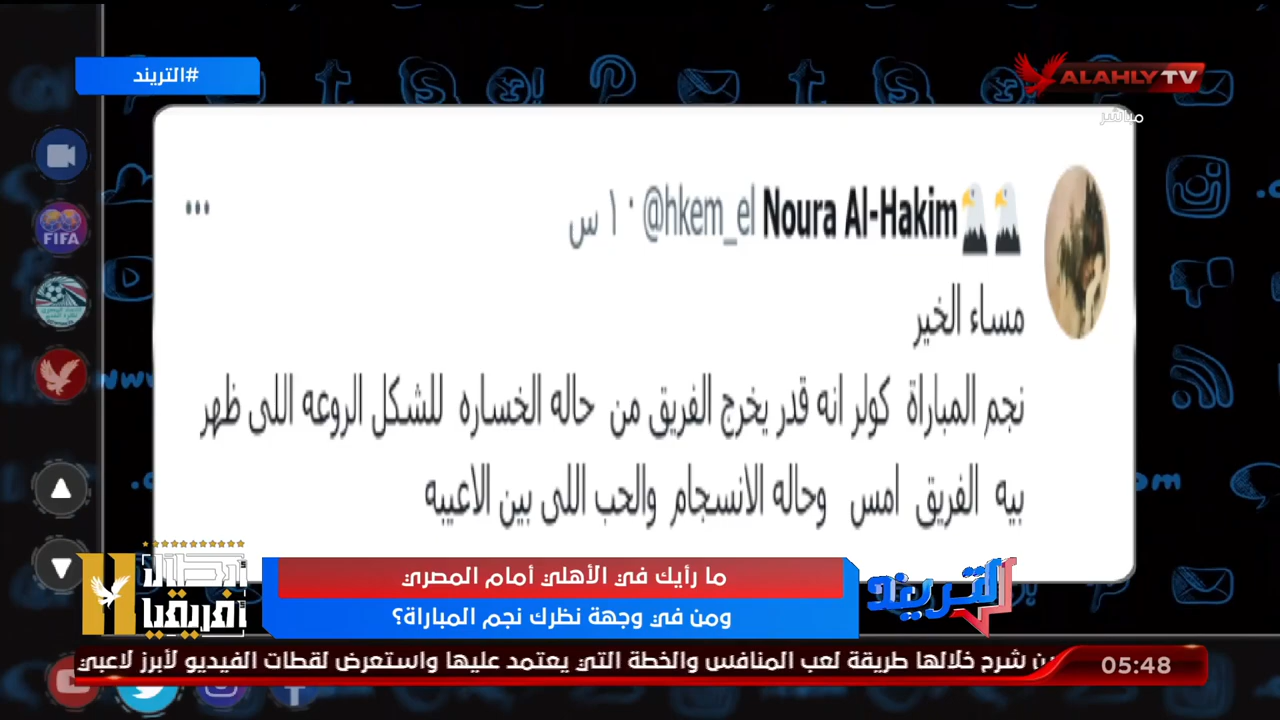 #التريند
ALAHLY TV
مباشر
Noura Al-Hakim @hkem_el · ١ س
مساء الخير
نجم المباراة كولر انه قدر يخرج الفريق من حاله الخساره للشكل الروعه اللى ظهر
بيه الفريق امس وحاله الانسجام والحب اللى بين الاعيبه
FIFA
أبطال
أفريقيا
11
ما رأيك في الأهلي أمام المصري
ومن في وجهة نظرك نجم المباراة؟
التريند
شرح خلالها طريقة لعب المنافس والخطة التي يعتمد عليها واستعرض لقطات الفيديو لأبرز لاعبي
05:48